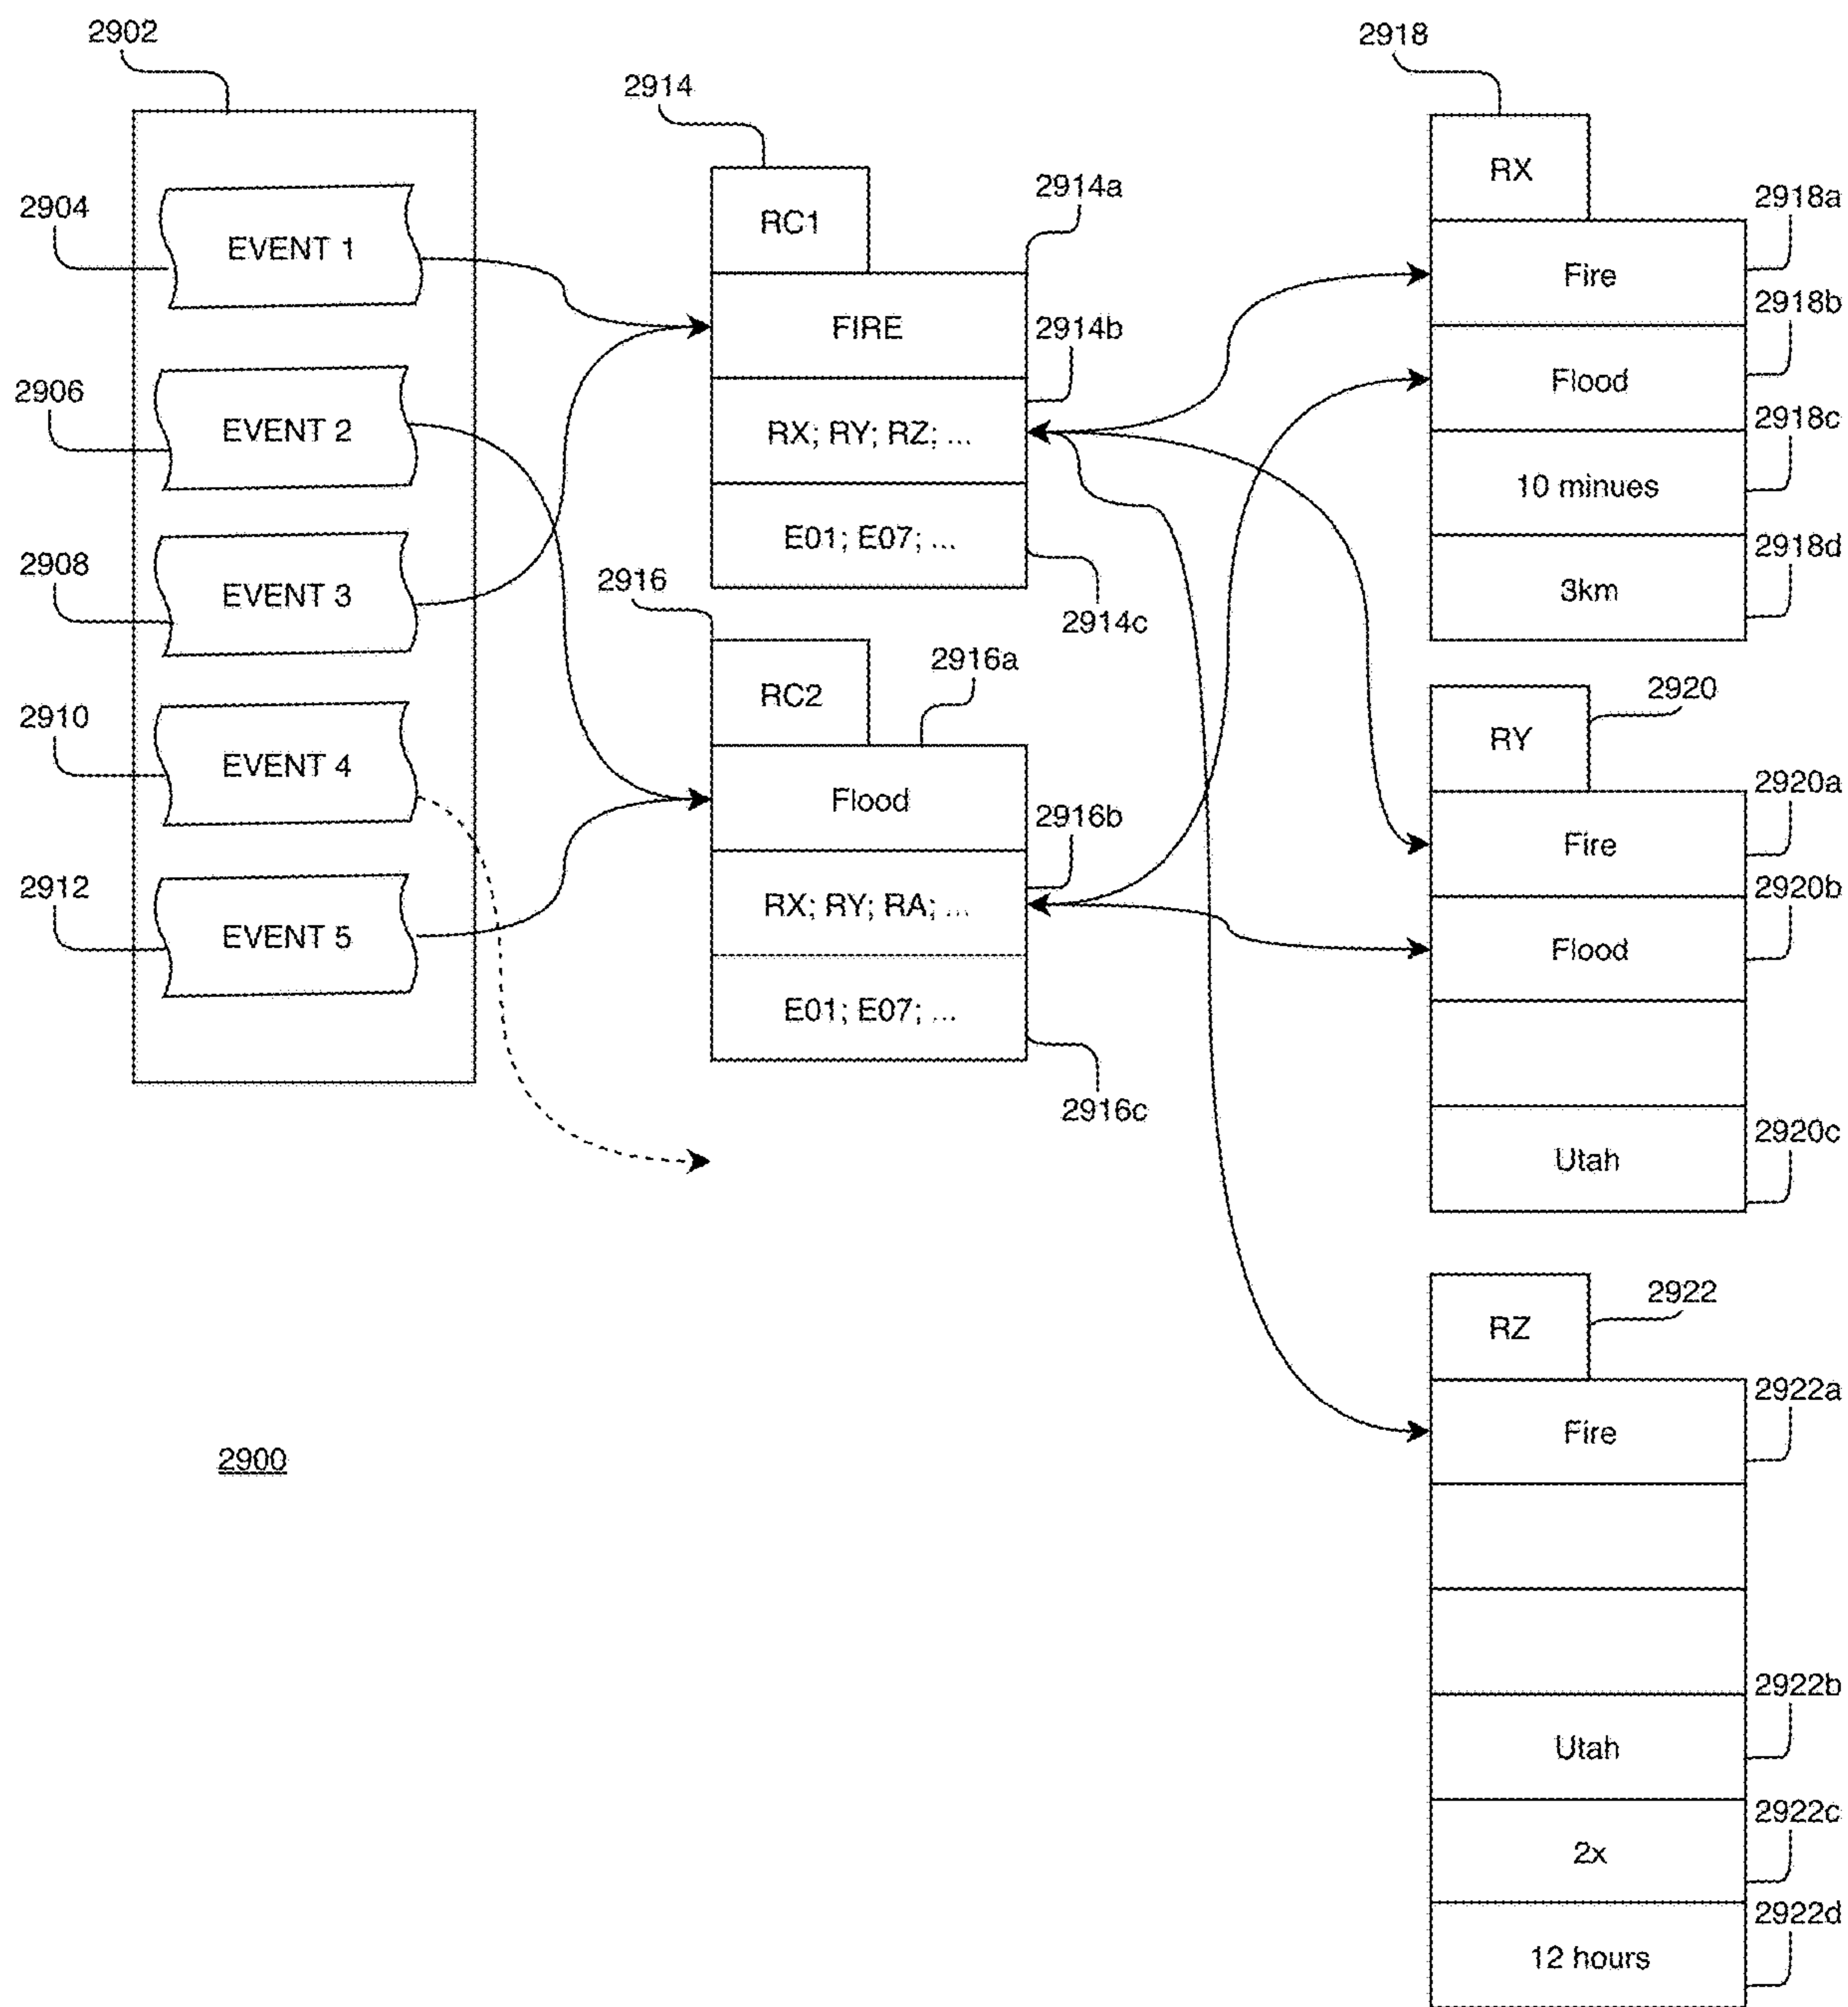 2902
2904
EVENT 1
2906
EVENT 2
2908
EVENT 3
2910
EVENT 4
2912
EVENT 5
2914
RC1
2914a
FIRE
2914b
RX; RY; RZ; ...
E01; E07; ...
2914c
2916
RC2
2916a
Flood
2916b
RX; RY; RA; ...
E01; E07; ...
2916c
2918
RX
2918a
Fire
2918b
Flood
2918c
10 minues
2918d
3km
2920
RY
2920a
Fire
2920b
Flood
2920c
Utah
2922
RZ
2922a
Fire
2922b
Utah
2922c
2x
2922d
12 hours
2900